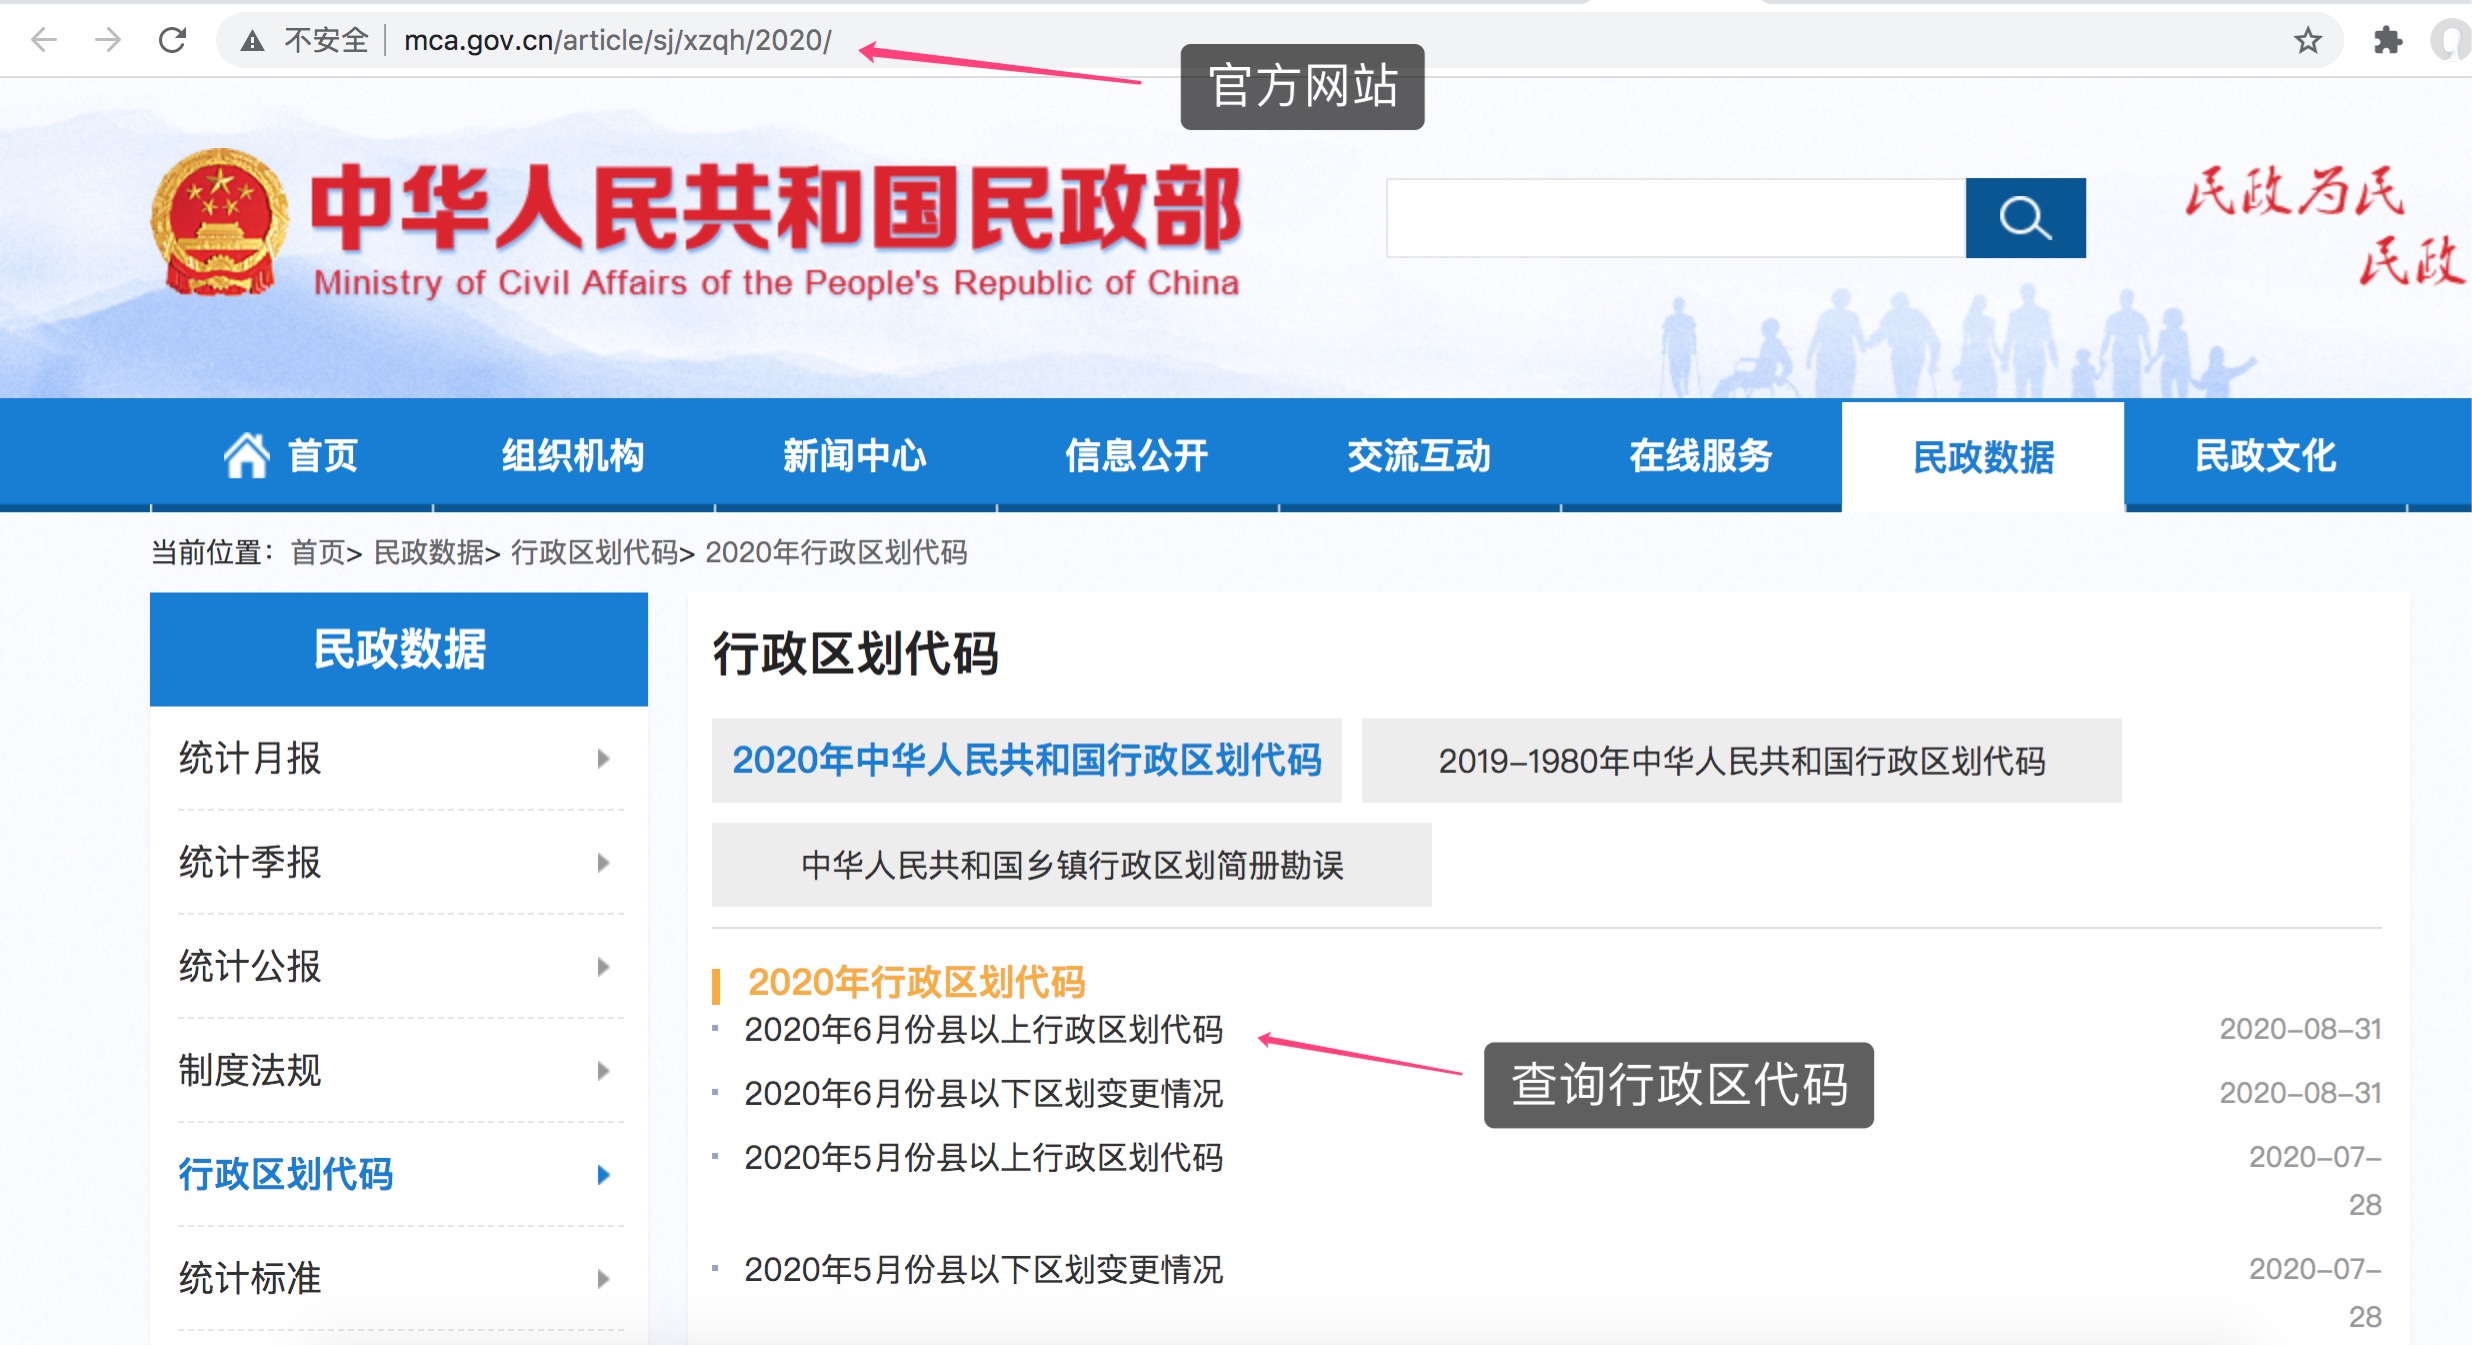 不安全 mca.gov.cn/article/sj/xzqh/2020/
官方网站
中华人民共和国民政部
Ministry of Civil Affairs of the People's Republic of China
民政为民
民政
首页 组织机构 新闻中心 信息公开 交流互动 在线服务 民政数据 民政文化
当前位置：首页> 民政数据> 行政区划代码> 2020年行政区划代码
民政数据
统计月报
统计季报
统计公报
制度法规
行政区划代码
统计标准
行政区划代码
2020年中华人民共和国行政区划代码 2019-1980年中华人民共和国行政区划代码
中华人民共和国乡镇行政区划简册勘误
2020年行政区划代码
2020年6月份县以上行政区划代码 2020-08-31
查询行政区代码
2020年6月份县以下区划变更情况 2020-08-31
2020年5月份县以上行政区划代码 2020-07-
28
2020年5月份县以下区划变更情况 2020-07-
28